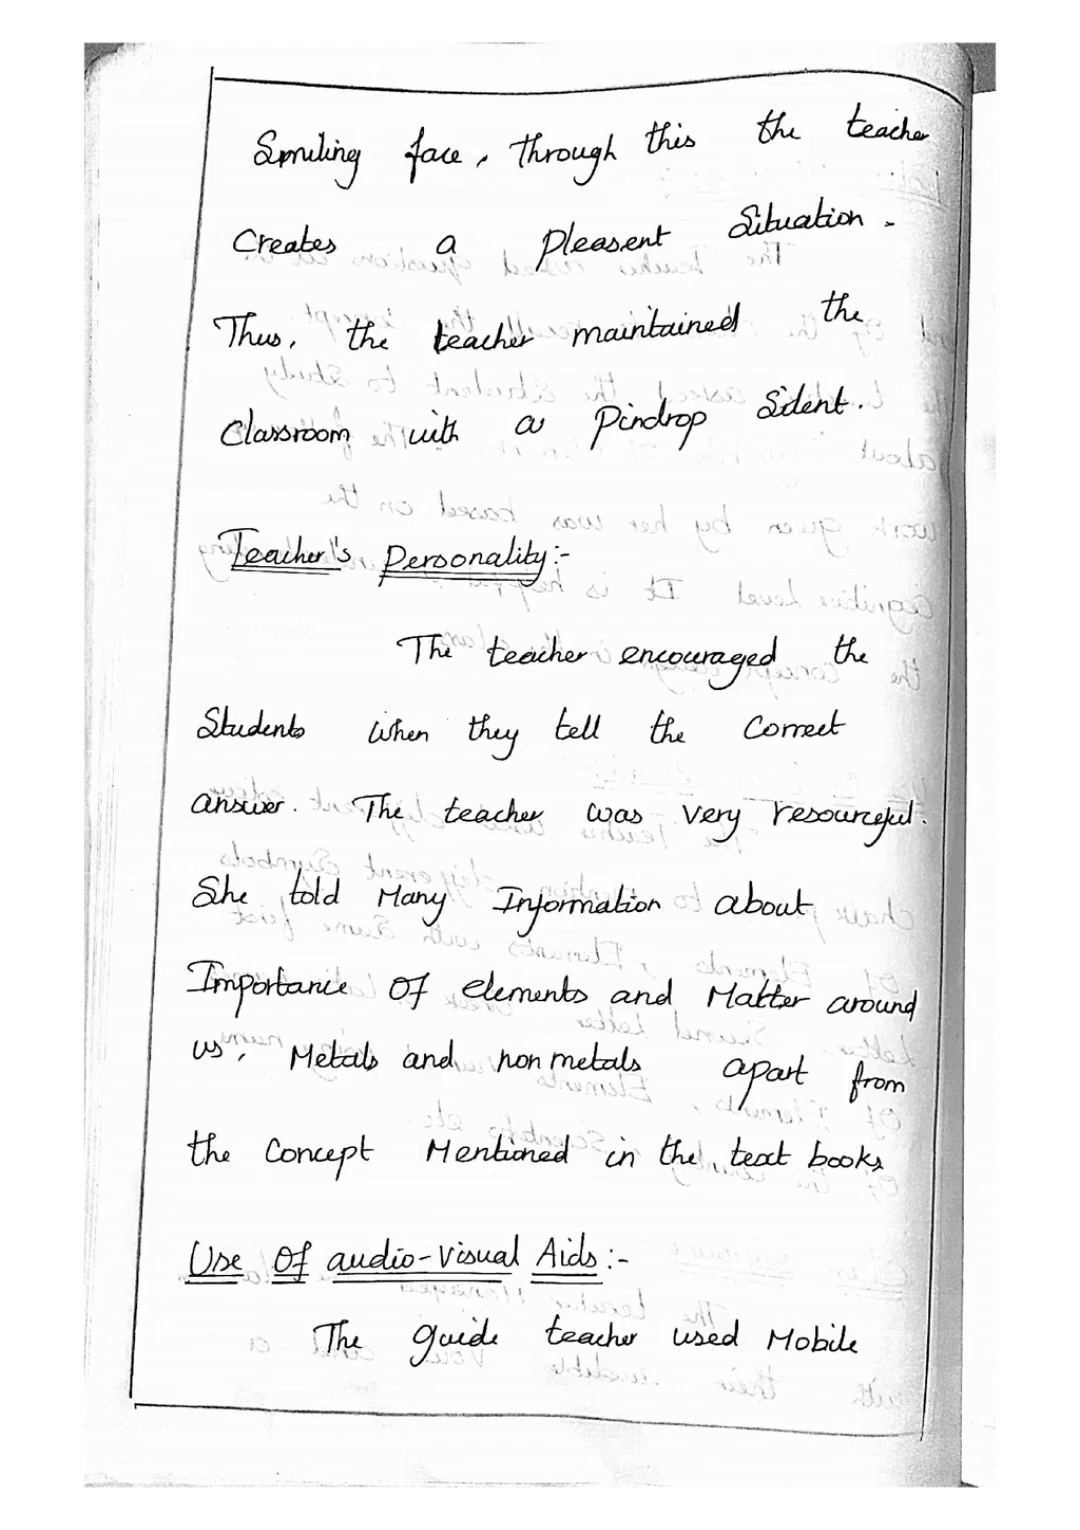 Smiling face, through this the teacher
Creates a pleasent Situation.
Thus, the teacher maintained the
Classroom with a Pindrop Silent.
Teacher's Personality:-
The teacher encouraged the
Students when they tell the Correct
answer. The teacher was very resourceful.
She told Many Information about
Importance Of elements and Matter around
us, Metals and non metals apart from
the Concept Mentioned in the text books
Use Of audio-Visual Aids:-
The guide teacher used Mobile